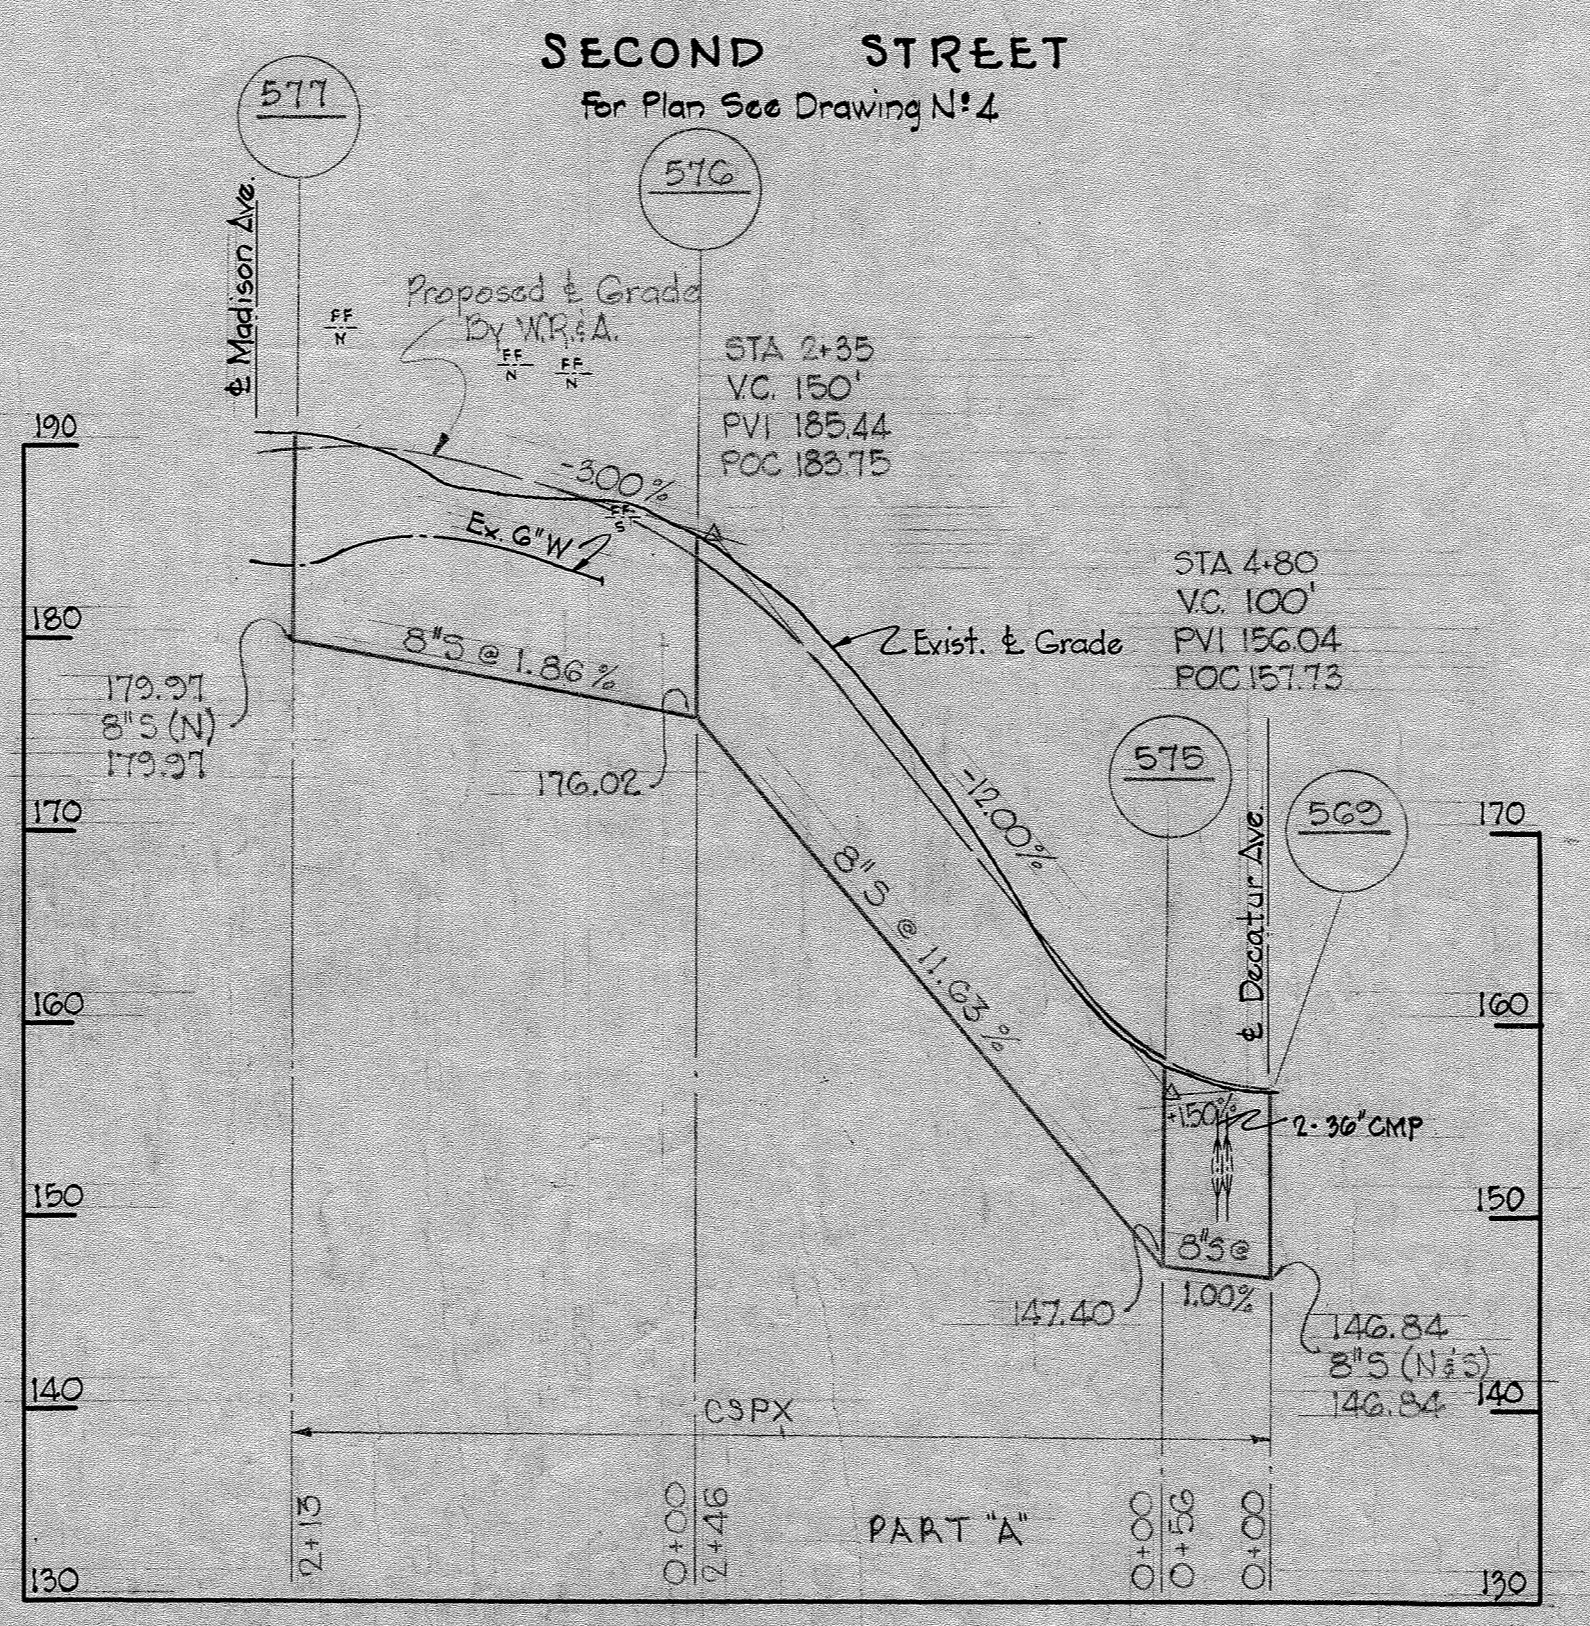 SECOND STREET
For Plan See Drawing Nº 4
577
576
℄ Madison Ave.
FF
N
Proposed ℄ Grade
By W.R.&A.
FF
N
FF
N
STA 2+35
V.C. 150'
PVI 185.44
POC 183.75
190
-3.00%
FF
S
Ex. 6"W
180
8"S @ 1.86%
Exist. ℄ Grade
STA 4+80
V.C. 100'
PVI 156.04
POC 157.73
179.97
8"S (N)
179.97
176.02
575
569
170
-12.00%
170
℄ Decatur Ave.
8"S @ 11.63%
160
160
+1.50%
2-36"CMP
150
150
8"S @
1.00%
147.40
146.84
8"S (N&S)
146.84
140
140
CSPX
2+13
0+00
2+46
PART "A"
0+00
0+56
0+00
130
130